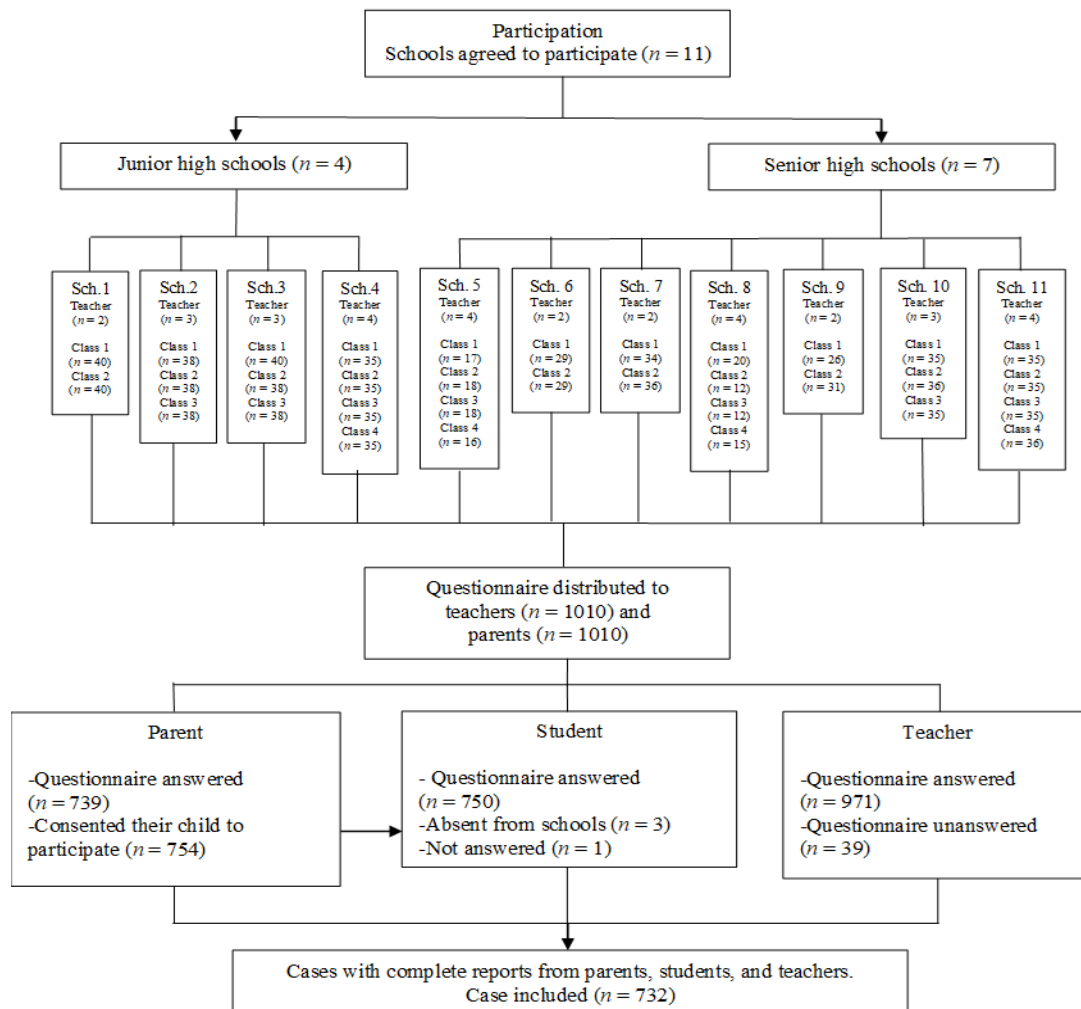 Participation
Schools agreed to participate (n = 11)
Junior high schools (n = 4)
Senior high schools (n = 7)
Sch.1
Teacher
(n = 2)
Class 1
(n = 40)
Class 2
(n = 40)
Sch.2
Teacher
(n = 3)
Class 1
(n = 38)
Class 2
(n = 38)
Class 3
(n = 38)
Sch.3
Teacher
(n = 3)
Class 1
(n = 40)
Class 2
(n = 38)
Class 3
(n = 38)
Sch.4
Teacher
(n = 4)
Class 1
(n = 35)
Class 2
(n = 35)
Class 3
(n = 35)
Class 4
(n = 35)
Sch. 5
Teacher
(n = 4)
Class 1
(n = 17)
Class 2
(n = 18)
Class 3
(n = 18)
Class 4
(n = 16)
Sch. 6
Teacher
(n = 2)
Class 1
(n = 29)
Class 2
(n = 29)
Sch. 7
Teacher
(n = 2)
Class 1
(n = 34)
Class 2
(n = 36)
Sch. 8
Teacher
(n = 4)
Class 1
(n = 20)
Class 2
(n = 12)
Class 3
(n = 12)
Class 4
(n = 15)
Sch. 9
Teacher
(n = 2)
Class 1
(n = 26)
Class 2
(n = 31)
Sch. 10
Teacher
(n = 3)
Class 1
(n = 35)
Class 2
(n = 36)
Class 3
(n = 35)
Sch. 11
Teacher
(n = 4)
Class 1
(n = 35)
Class 2
(n = 35)
Class 3
(n = 35)
Class 4
(n = 36)
Questionnaire distributed to
teachers (n = 1010) and
parents (n = 1010)
Parent
-Questionnaire answered
(n = 739)
-Consented their child to
participate (n = 754)
Student
- Questionnaire answered
(n = 750)
-Absent from schools (n = 3)
-Not answered (n = 1)
Teacher
-Questionnaire answered
(n = 971)
-Questionnaire unanswered
(n = 39)
Cases with complete reports from parents, students, and teachers.
Case included (n = 732)